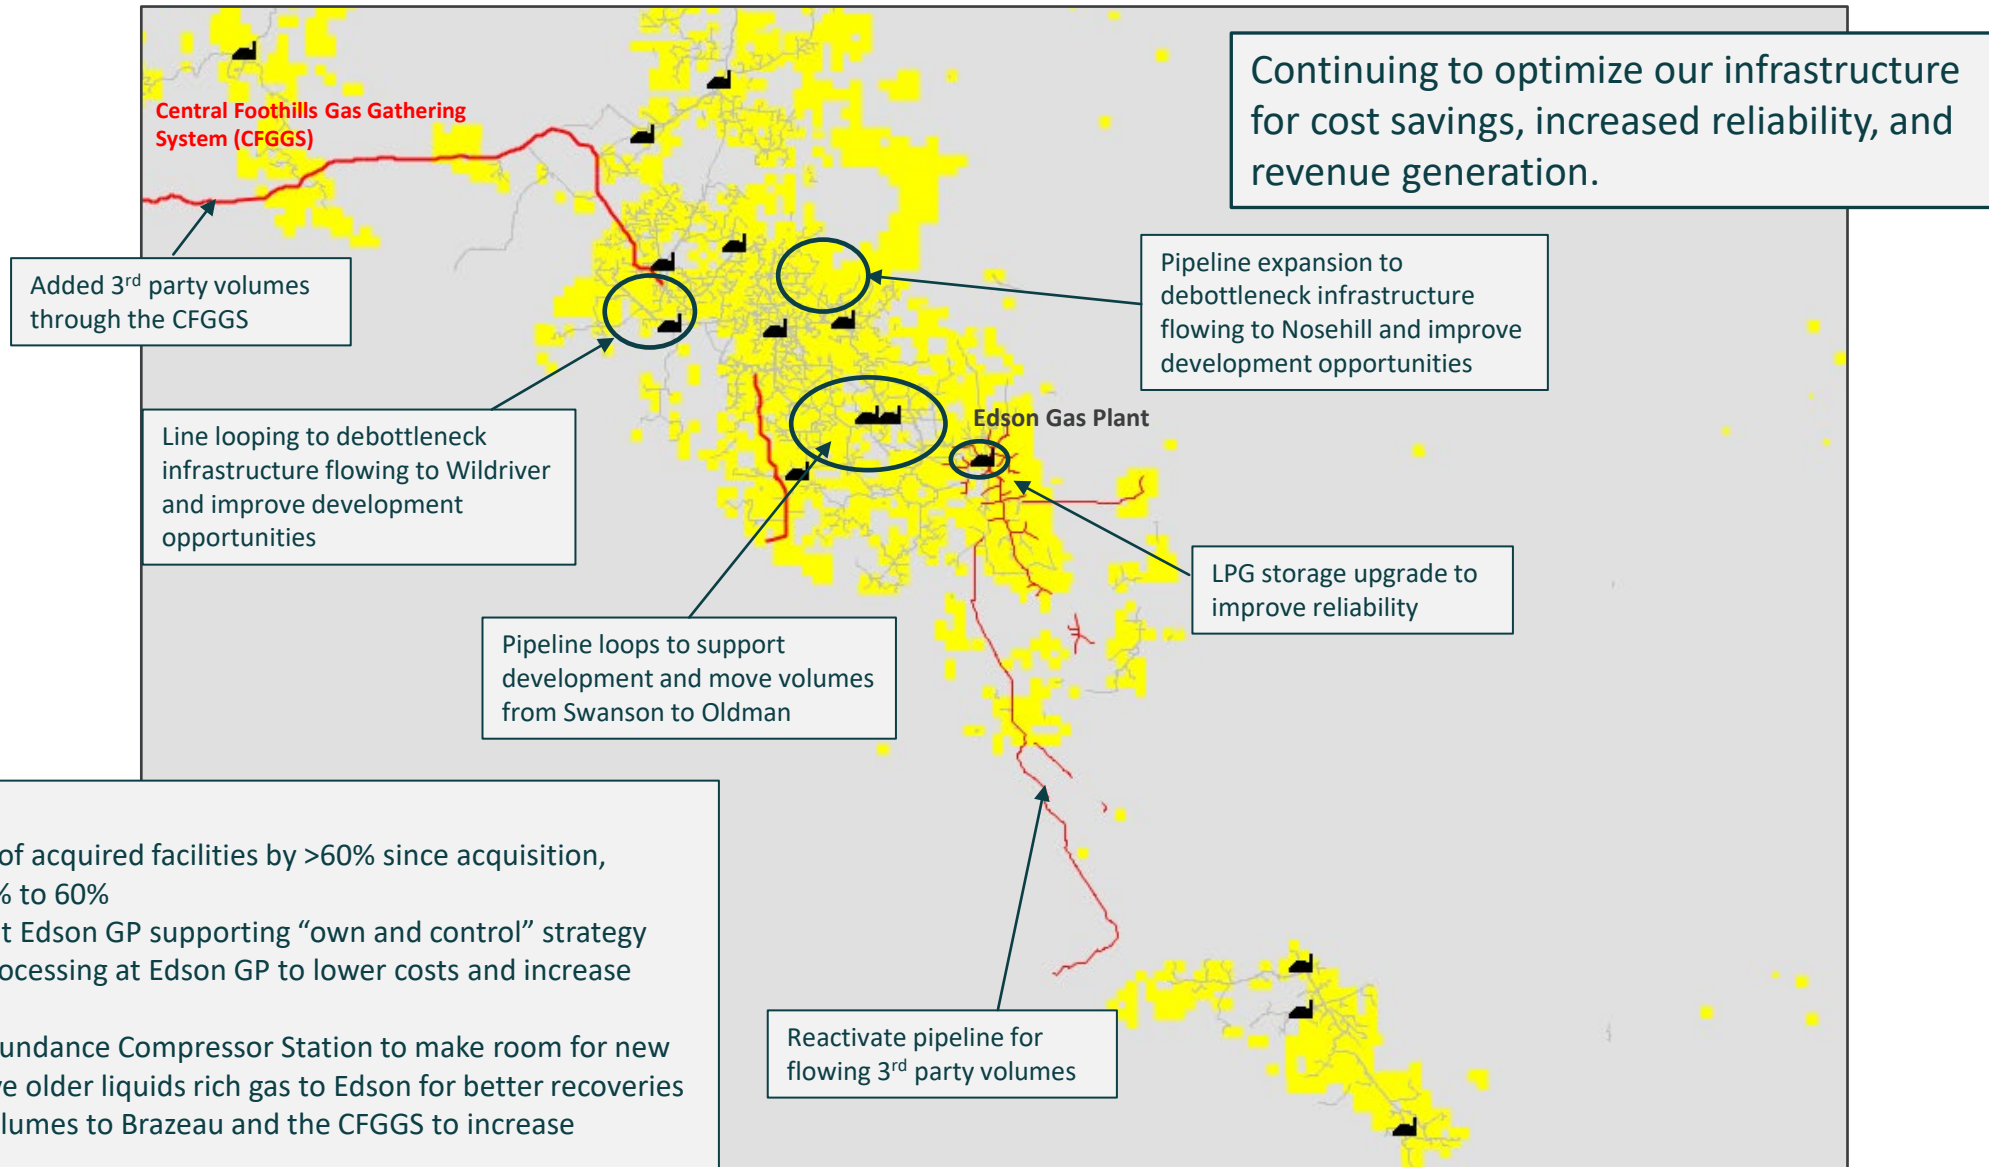 Continuing to optimize our infrastructure
for cost savings, increased reliability, and
revenue generation.
Central Foothills Gas Gathering
System (CFGGS)
Added 3rd party volumes
through the CFGGS
Pipeline expansion to
debottleneck infrastructure
flowing to Nosehill and improve
development opportunities
Line looping to debottleneck
infrastructure flowing to Wildriver
and improve development
opportunities
Edson Gas Plant
LPG storage upgrade to
improve reliability
Pipeline loops to support
development and move volumes
from Swanson to Oldman
of acquired facilities by >60% since acquisition,
% to 60%
t Edson GP supporting “own and control” strategy
ocessing at Edson GP to lower costs and increase
undance Compressor Station to make room for new
ve older liquids rich gas to Edson for better recoveries
lumes to Brazeau and the CFGGS to increase
Reactivate pipeline for
flowing 3rd party volumes